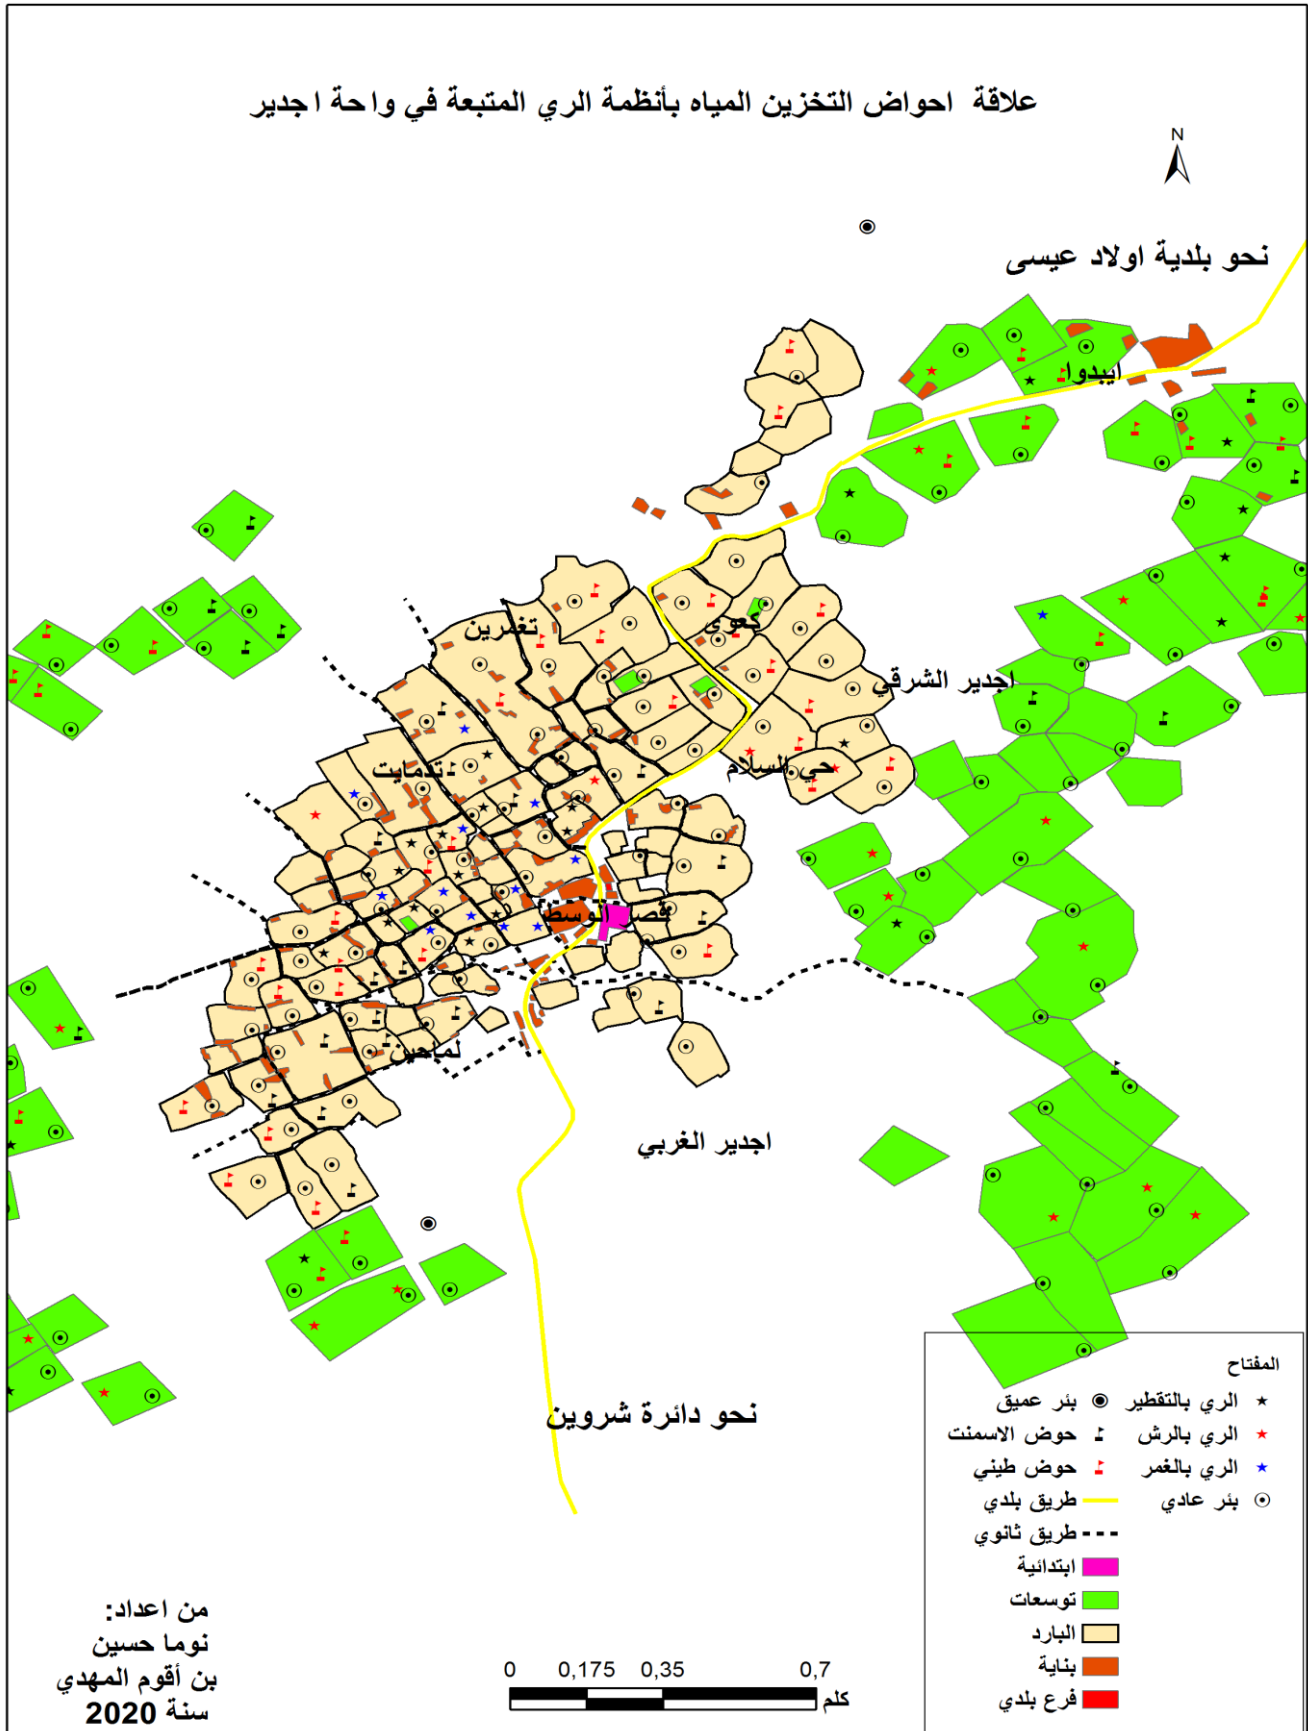 علاقة احواض التخزين المياه بأنظمة الري المتبعة في واحة اجدير
N
نحو بلدية اولاد عيسى
ايبدوا
تغمرين
كعوى
اجدير الشرقي
تدمايت
حي السلام
قصر الوسط
لماحين
اجدير الغربي
نحو دائرة شروين
المفتاح
الري بالتقطير
بئر عميق
الري بالرش
حوض الاسمنت
الري بالغمر
حوض طيني
بئر عادي
طريق بلدي
طريق ثانوي
ابتدائية
توسعات
البارد
بناية
فرع بلدي
من اعداد:
نوما حسين
بن أقوم المهدي
سنة 2020
0 0,175 0,35 0,7
كلم